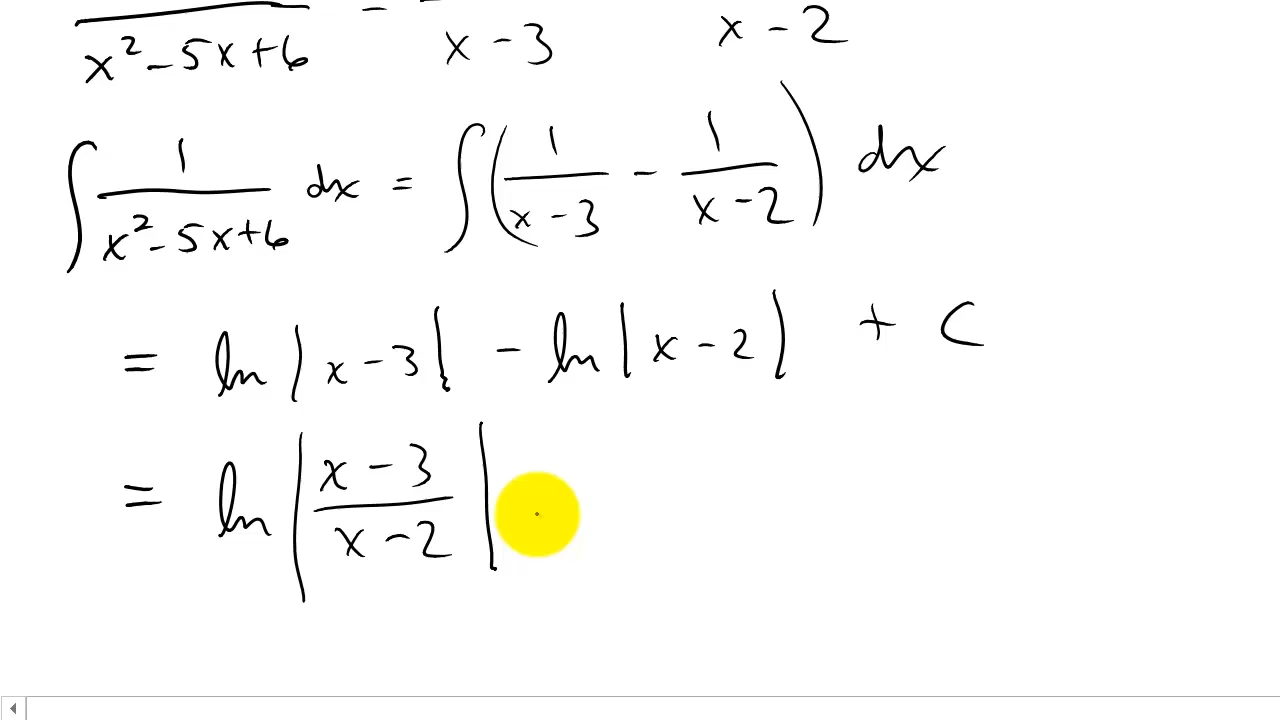 x² - 5x + 6 = x - 3 x - 2
∫ 1/(x² - 5x + 6) dx = ∫ (1/(x - 3) - 1/(x - 2)) dx
= ln |x - 3| - ln |x - 2| + C
= ln |(x - 3)/(x - 2)|